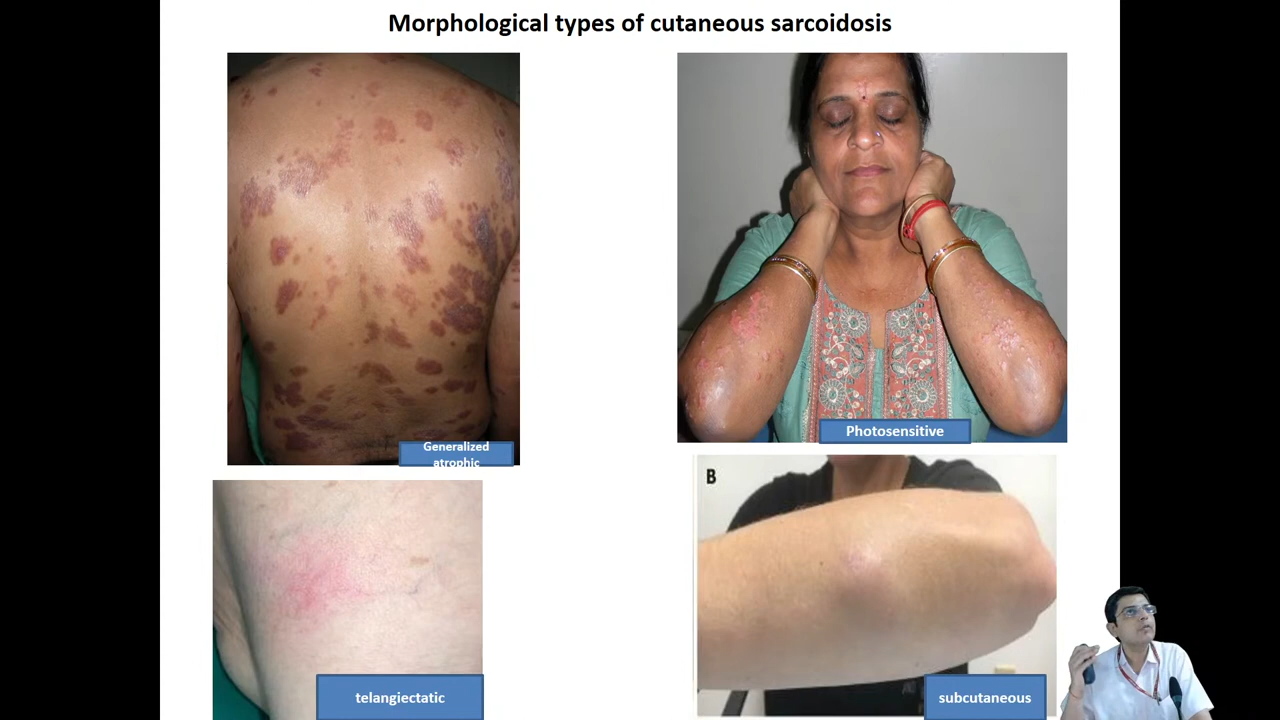 Morphological types of cutaneous sarcoidosis
Generalized
atrophic
Photosensitive
B
telangiectatic
subcutaneous